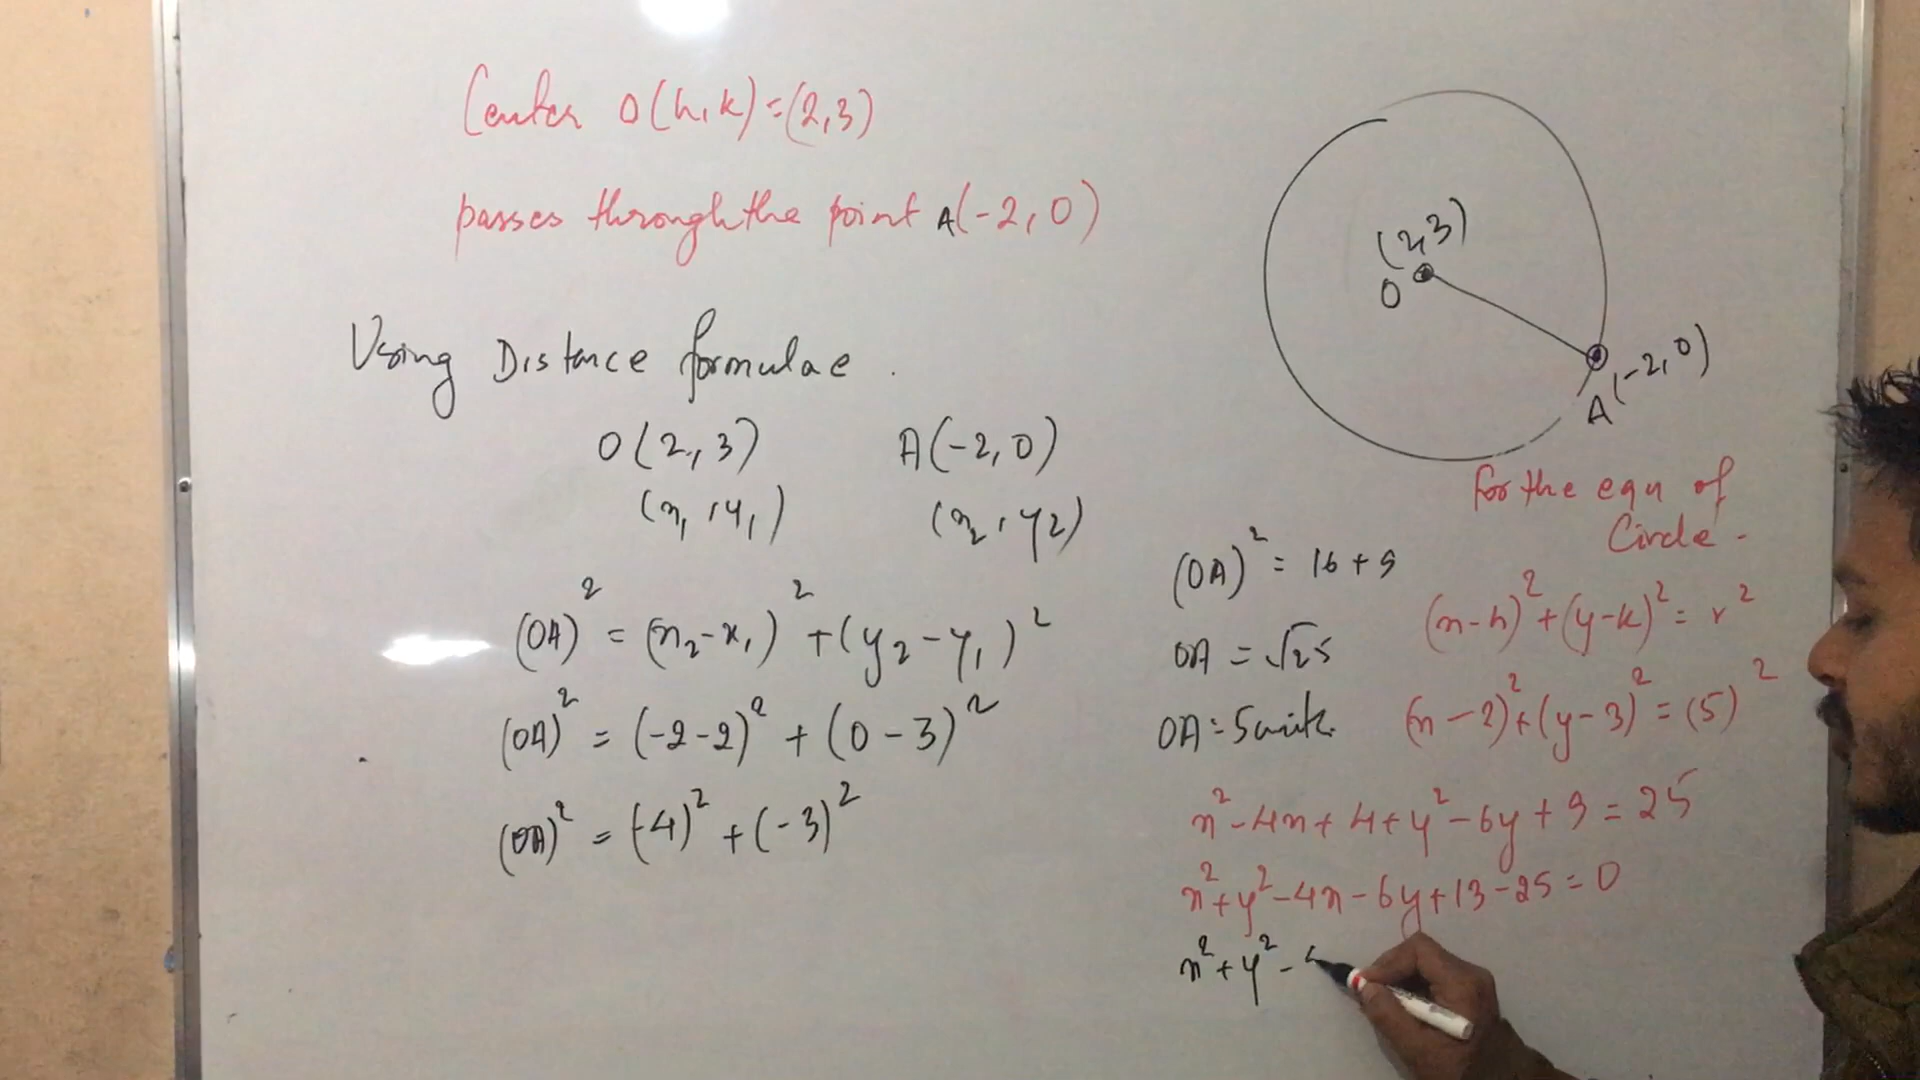 Center O(h,k)=(2,3)
passes through the point A(-2,0)
Using Distance formulae.
O(2,3) A(-2,0)
(x₁,y₁) (x₂,y₂)
(OA)² = (x₂-x₁)² + (y₂-y₁)²
(OA)² = (-2-2)² + (0-3)²
(OA)² = (-4)² + (-3)²
(2,3)
O
A(-2,0)
(OA)² = 16+9
OA = √25
OA = 5 units.
for the equn of
Circle.
(x-h)²+(y-k)² = r²
(x-2)²+(y-3)² = (5)²
x²-4x+4+y²-6y+9=25
x²+y²-4x-6y+13-25=0
x²+y²-